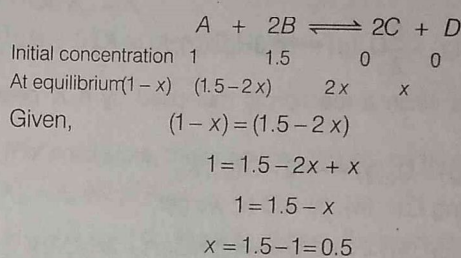 A + 2B ⇌ 2C + D
Initial concentration 1 1.5 0 0
At equilibrium(1 − x) (1.5−2x) 2x x
Given, (1 − x) = (1.5 − 2x)
1 = 1.5 − 2x + x
1 = 1.5 − x
x = 1.5 − 1 = 0.5